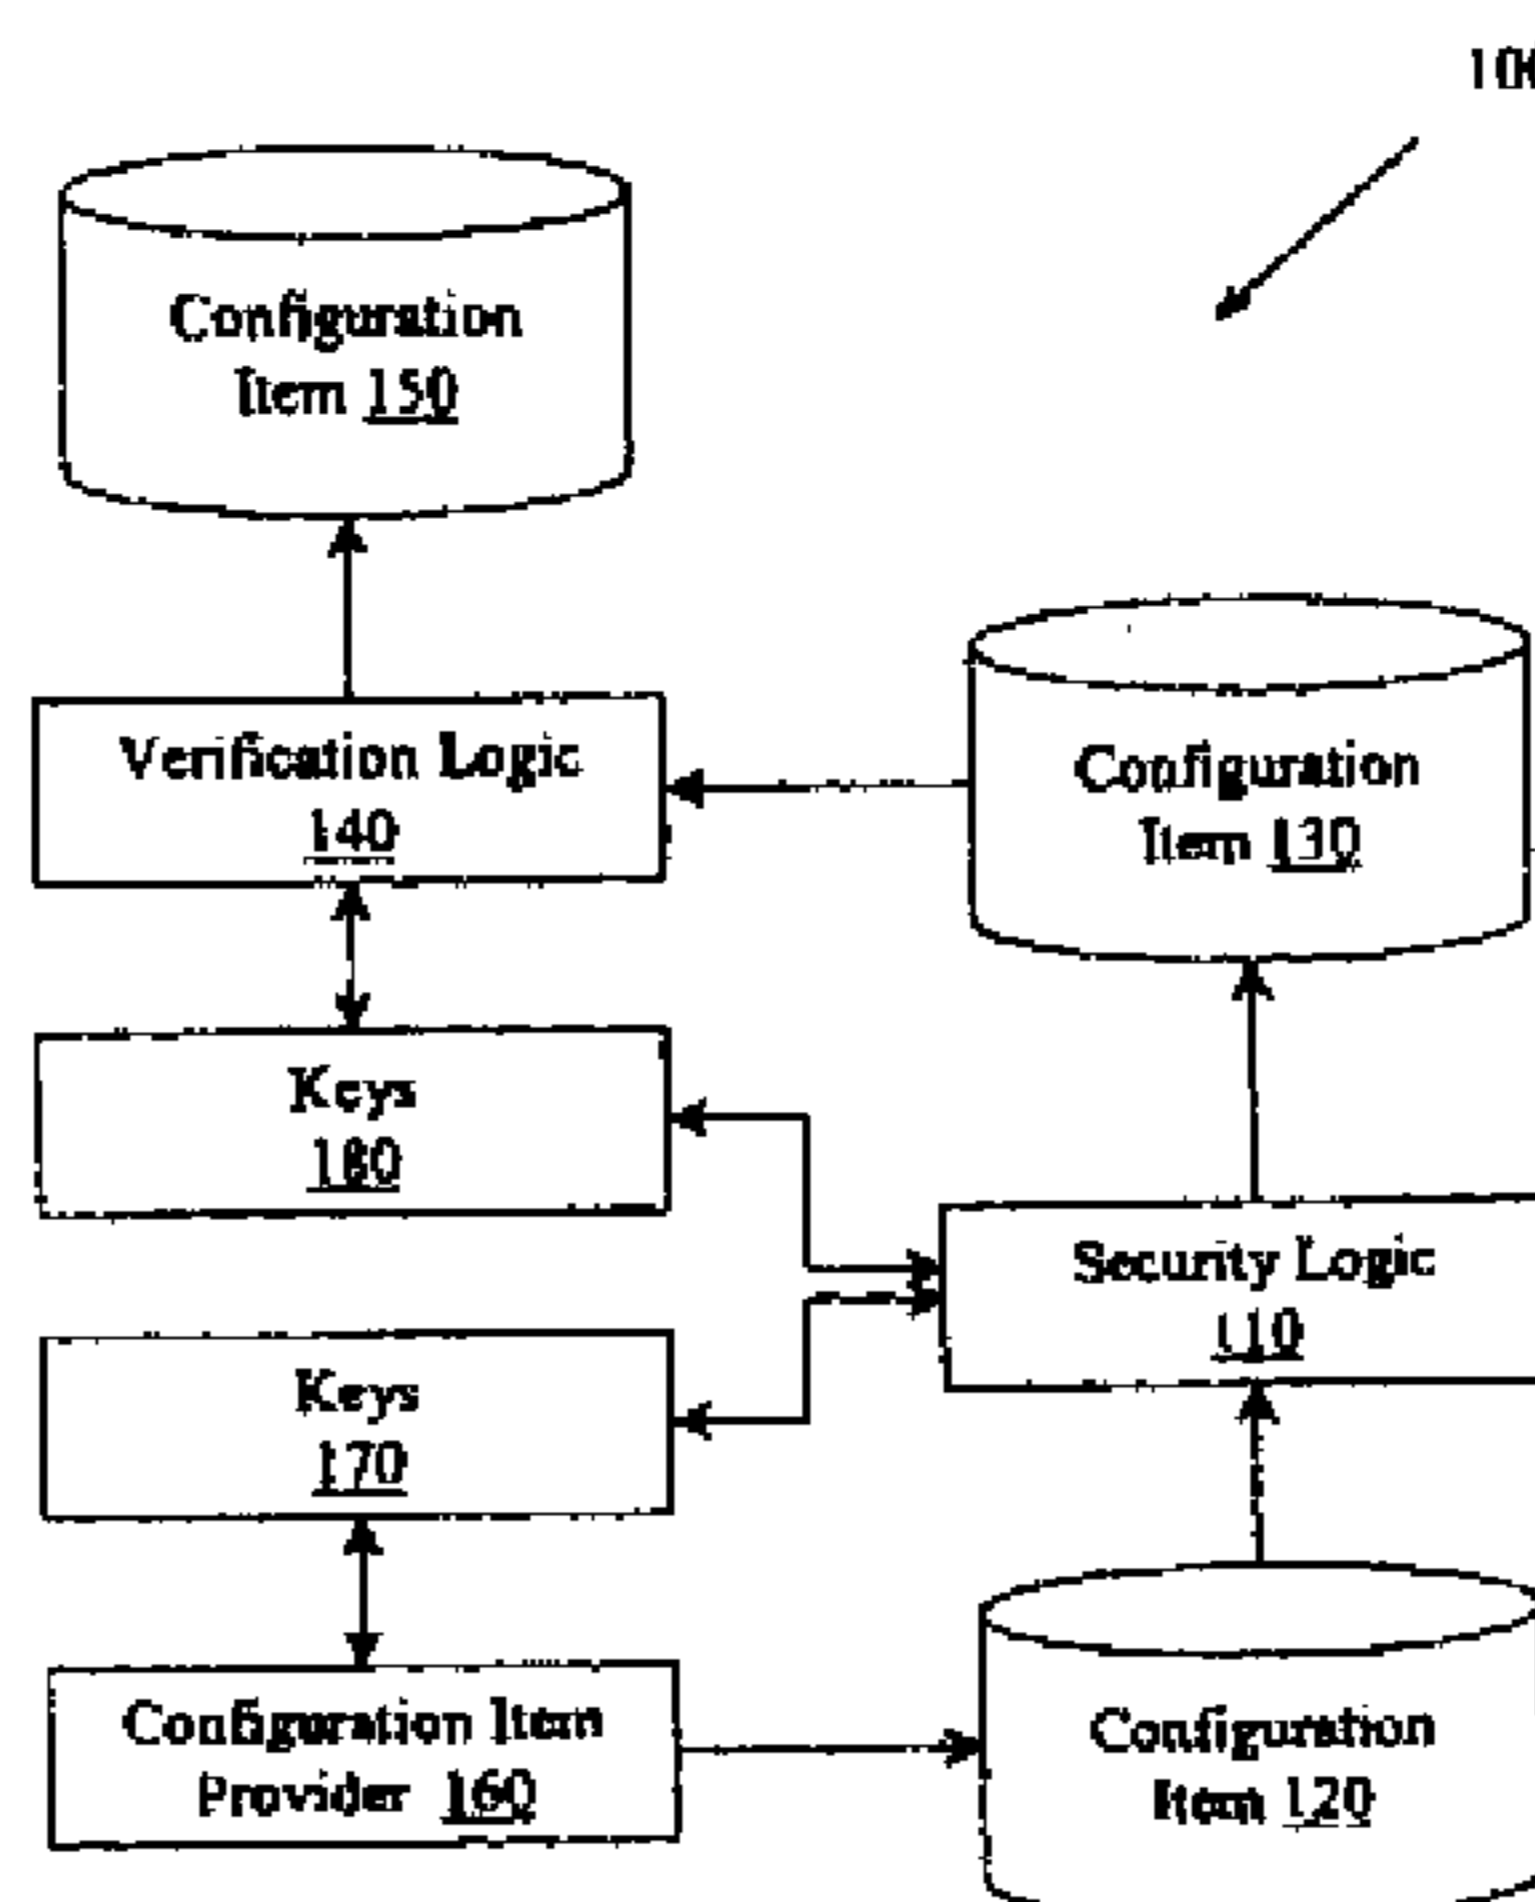 Configuration
Item 150
Verification Logic
140
Configuration
Item 130
Keys
180
Security Logic
110
Keys
170
Configuration Item
Provider 160
Configuration
Item 120